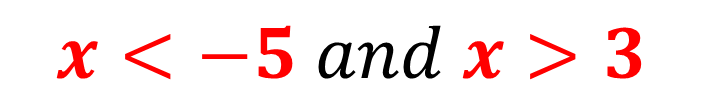 x < −5 and x > 3